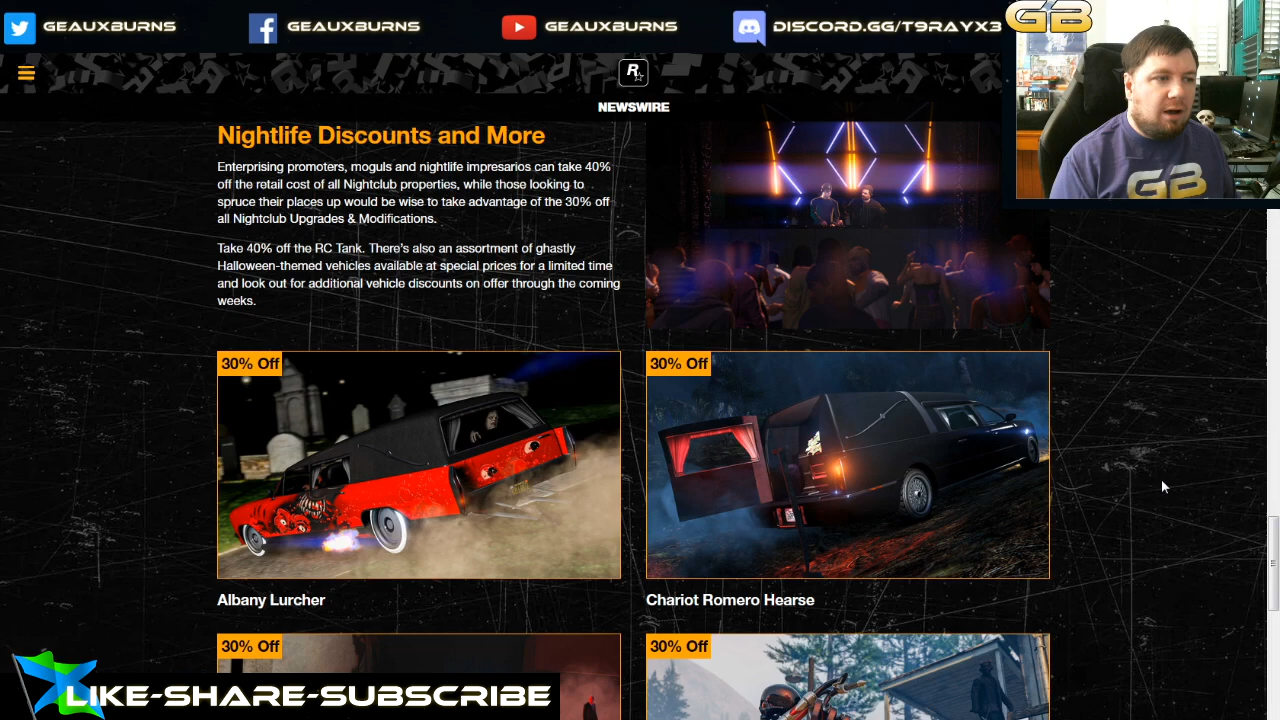 GEAUXBURNS
GEAUXBURNS
GEAUXBURNS
DISCORD.GG/T9RAYX3
GB
NEWSWIRE
Nightlife Discounts and More
Enterprising promoters, moguls and nightlife impresarios can take 40%
off the retail cost of all Nightclub properties, while those looking to
spruce their places up would be wise to take advantage of the 30% off
all Nightclub Upgrades & Modifications.
Take 40% off the RC Tank. There's also an assortment of ghastly
Halloween-themed vehicles available at special prices for a limited time
and look out for additional vehicle discounts on offer through the coming
weeks.
GB
30% Off
30% Off
Albany Lurcher
Chariot Romero Hearse
30% Off
30% Off
LIKE-SHARE-SUBSCRIBE